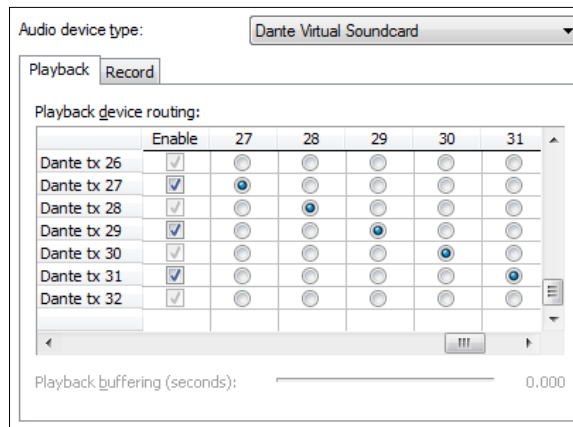 Audio device type: Dante Virtual Soundcard
Playback Record
Playback device routing:
Enable 27 28 29 30 31
Dante tx 26
Dante tx 27
Dante tx 28
Dante tx 29
Dante tx 30
Dante tx 31
Dante tx 32
Playback buffering (seconds): 0.000